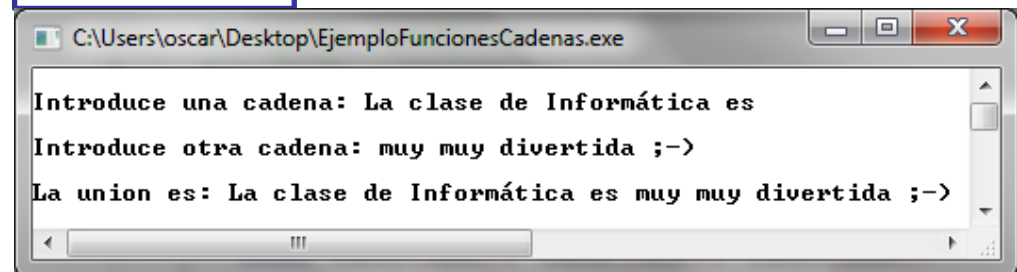 C:\Users\oscar\Desktop\EjemploFuncionesCadenas.exe
Introduce una cadena: La clase de Informática es
Introduce otra cadena: muy muy divertida ;-)
La union es: La clase de Informática es muy muy divertida ;-)